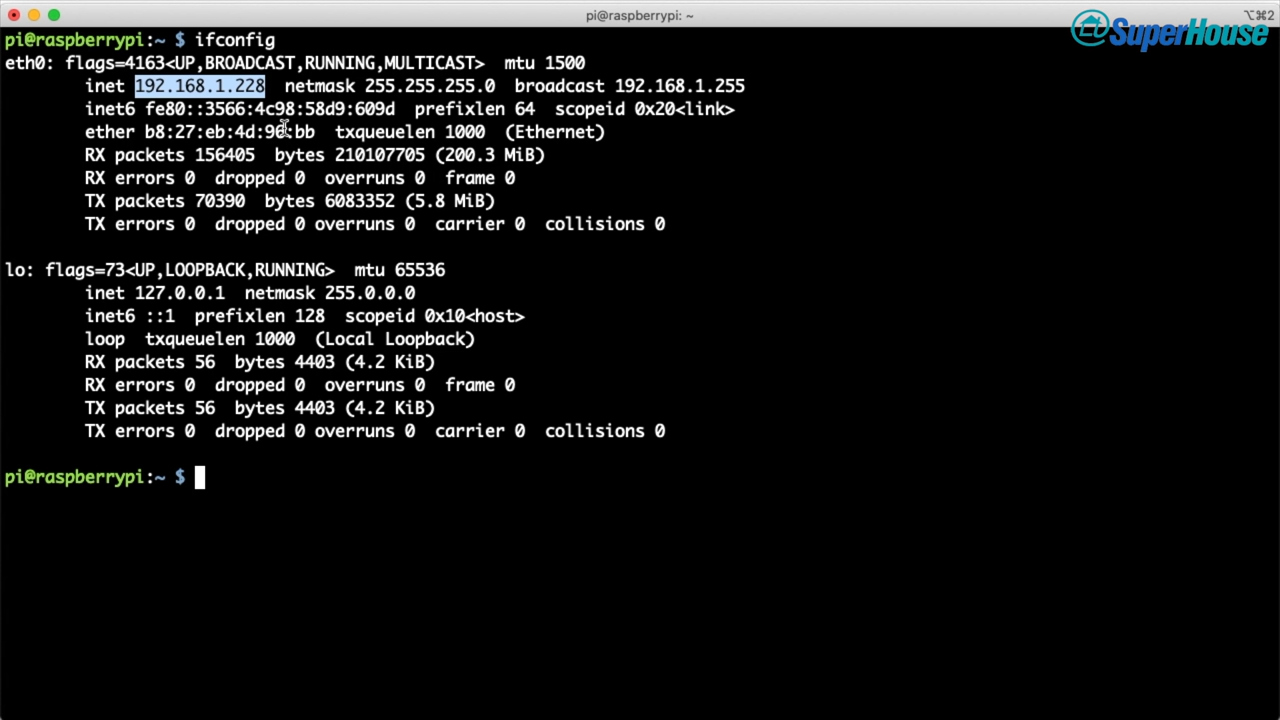 pi@raspberrypi: ~
⌥⌘2
SuperHouse
pi@raspberrypi:~ $ ifconfig
eth0: flags=4163<UP,BROADCAST,RUNNING,MULTICAST>  mtu 1500
        inet 192.168.1.228  netmask 255.255.255.0  broadcast 192.168.1.255
        inet6 fe80::3566:4c98:58d9:609d  prefixlen 64  scopeid 0x20<link>
        ether b8:27:eb:4d:96:bb  txqueuelen 1000  (Ethernet)
        RX packets 156405  bytes 210107705 (200.3 MiB)
        RX errors 0  dropped 0  overruns 0  frame 0
        TX packets 70390  bytes 6083352 (5.8 MiB)
        TX errors 0  dropped 0 overruns 0  carrier 0  collisions 0
lo: flags=73<UP,LOOPBACK,RUNNING>  mtu 65536
        inet 127.0.0.1  netmask 255.0.0.0
        inet6 ::1  prefixlen 128  scopeid 0x10<host>
        loop  txqueuelen 1000  (Local Loopback)
        RX packets 56  bytes 4403 (4.2 KiB)
        RX errors 0  dropped 0  overruns 0  frame 0
        TX packets 56  bytes 4403 (4.2 KiB)
        TX errors 0  dropped 0 overruns 0  carrier 0  collisions 0
pi@raspberrypi:~ $